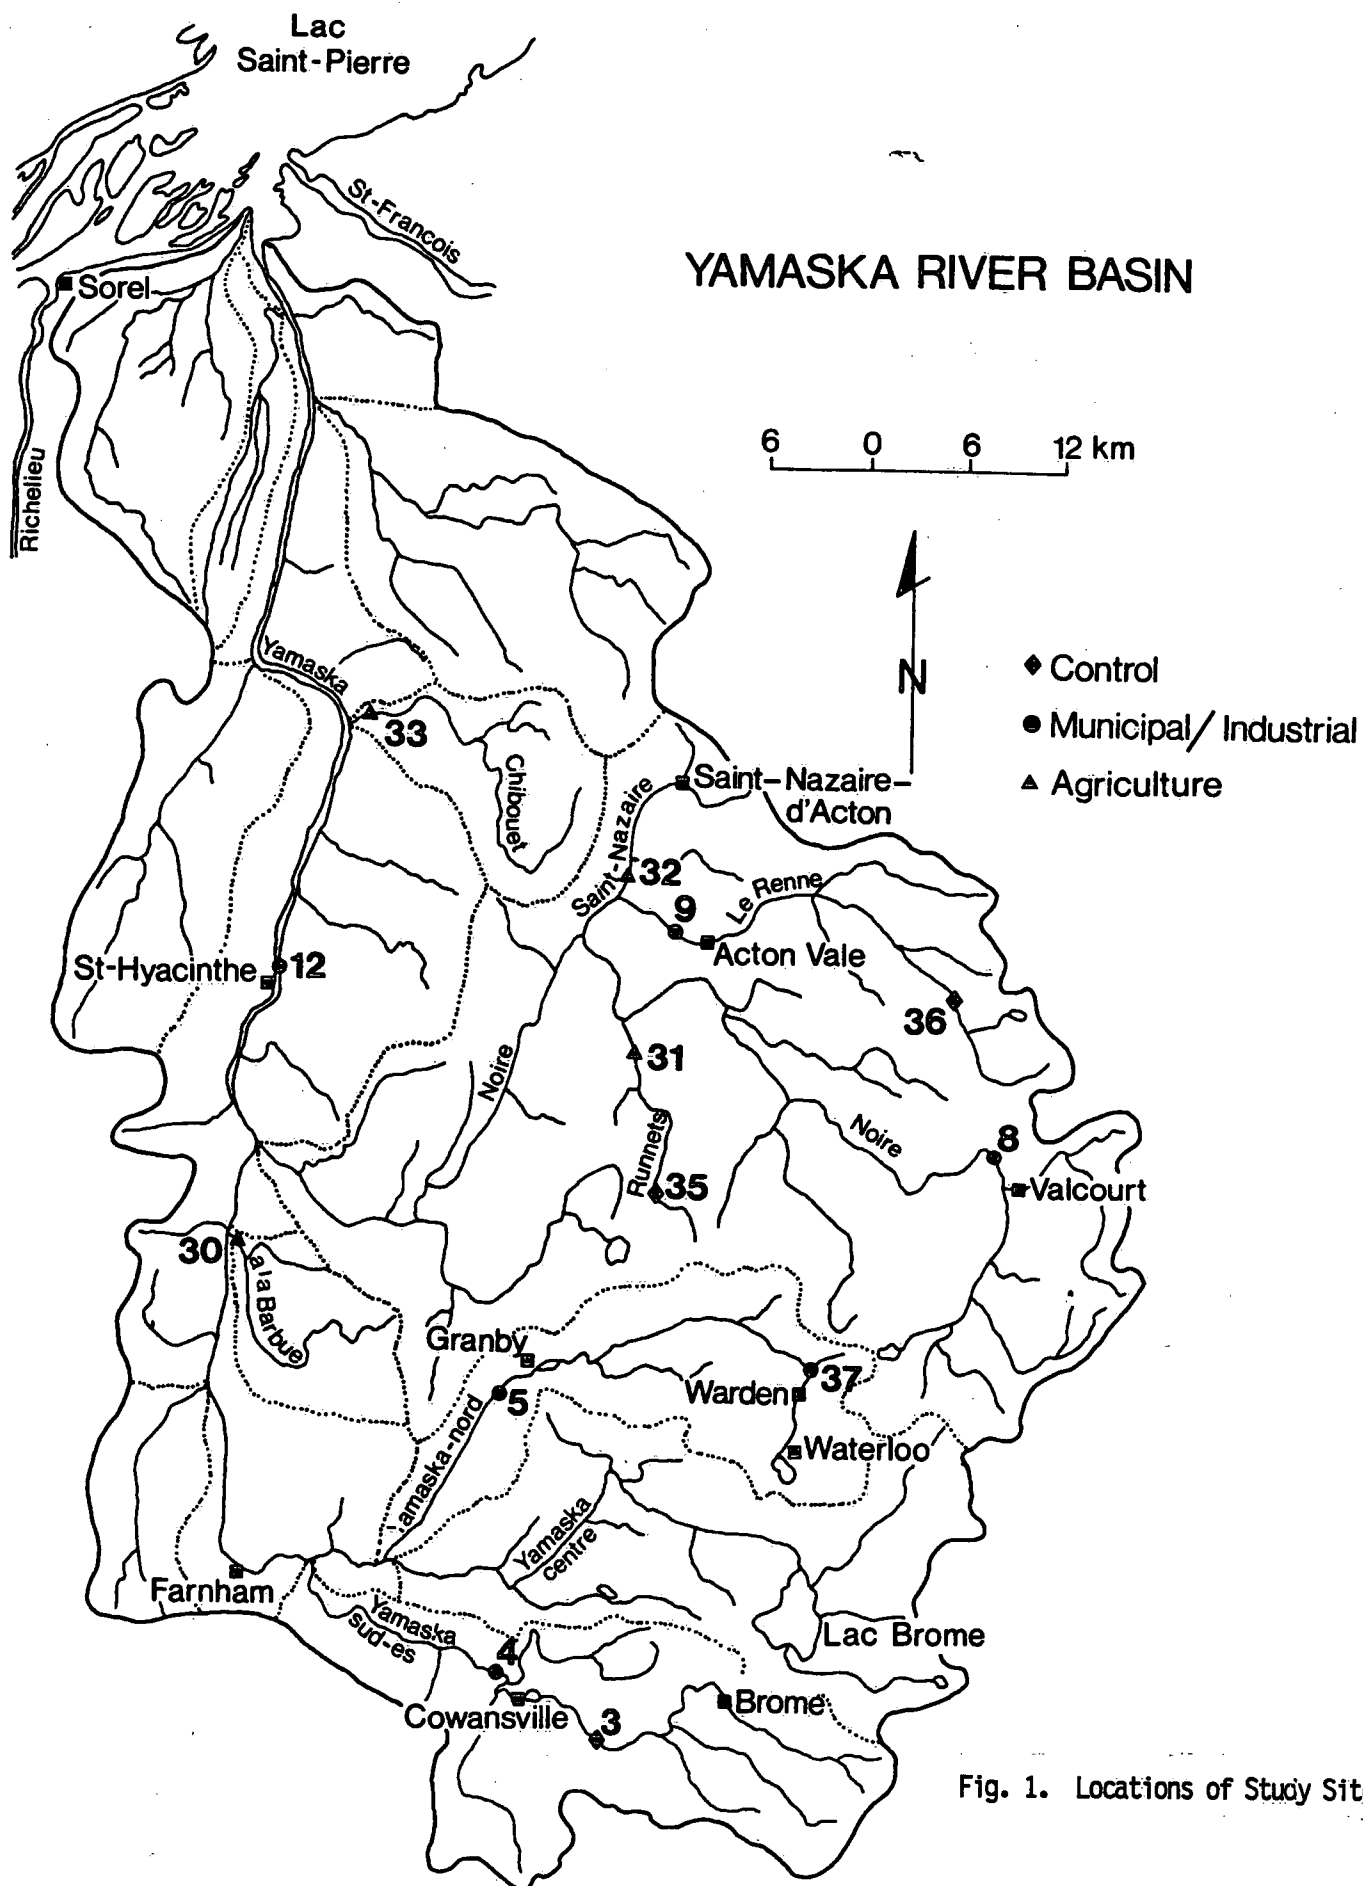 Lac
Saint-Pierre
St-Francois
YAMASKA RIVER BASIN
Sorel
Richelieu
6 0 6 12 km
N
Control
Municipal/ Industrial
Agriculture
Yamaska
33
Chibouet
Saint-Nazaire-
d'Acton
Saint-Nazaire
32
9
Le Renne
Acton Vale
St-Hyacinthe
12
36
Noire
31
Noire
8
Runnets
35
Valcourt
30
a la Barbue
Granby
5
37
Warden
amaska-nord
Waterloo
Yamaska
centre
Farnham
Yamaska
sud-es
4
Lac Brome
Cowansville
3
Brome
Fig. 1. Locations of Study Sit